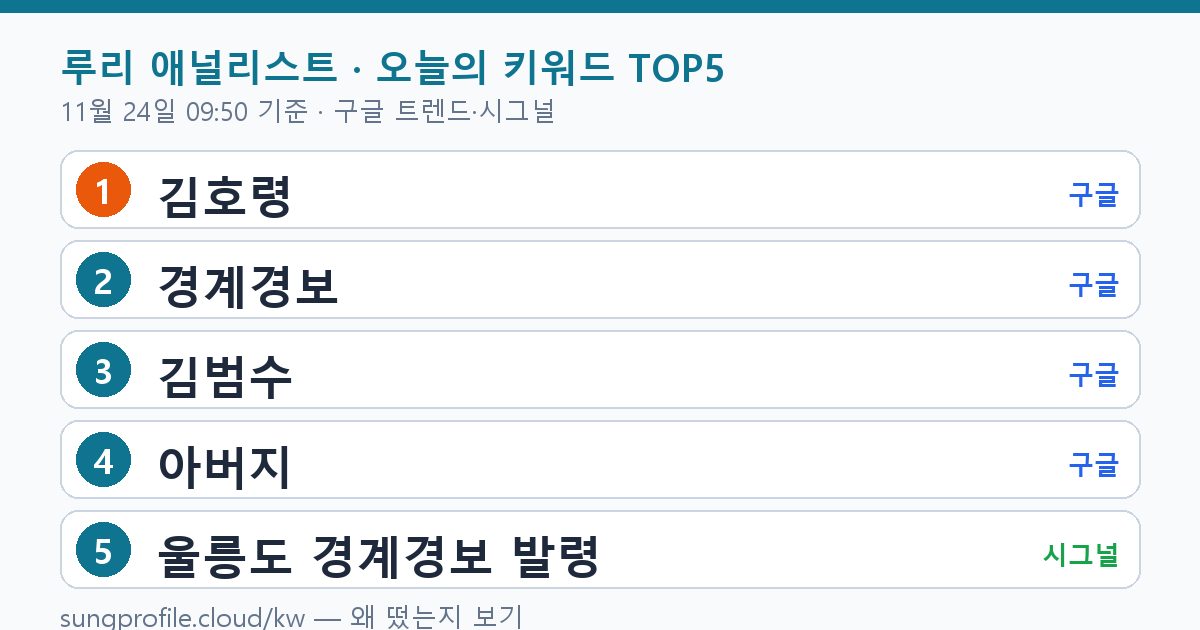 루리 애널리스트 · 오늘의 키워드 TOP5
11월 24일 09:50 기준 · 구글 트렌드·시그널
1 김호령 구글
2 경계경보 구글
3 김범수 구글
4 아버지 구글
5 울릉도 경계경보 발령 시그널
sungprofile.cloud/kw — 왜 떴는지 보기